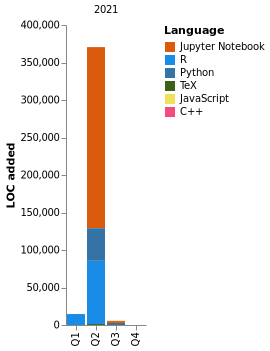 2021
Language
Jupyter Notebook
R
Python
TeX
JavaScript
C++
LOC added
400,000
350,000
300,000
250,000
200,000
150,000
100,000
50,000
0
Q1
Q2
Q3
Q4